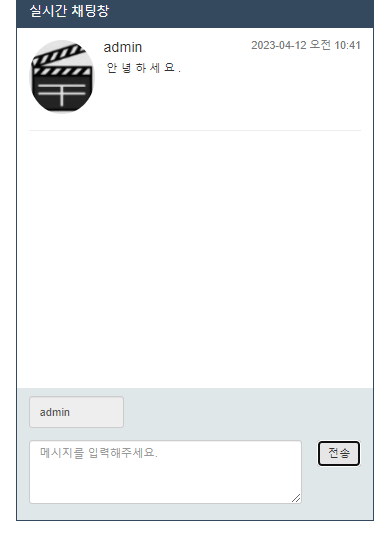 실시간 채팅창
admin
2023-04-12 오전 10:41
안 녕 하 세 요 .
admin
메시지를 입력해주세요.
전송